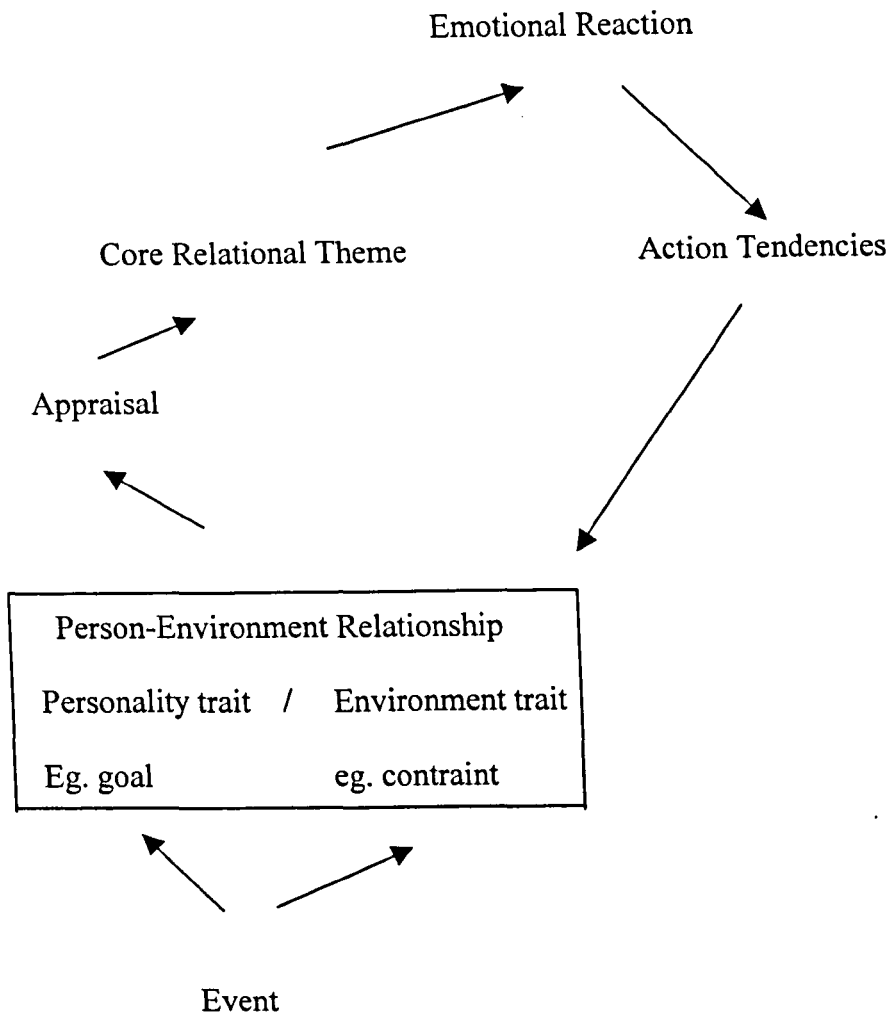 Emotional Reaction
Core Relational Theme
Action Tendencies
Appraisal
Person-Environment Relationship
Personality trait / Environment trait
Eg. goal eg. contraint
Event